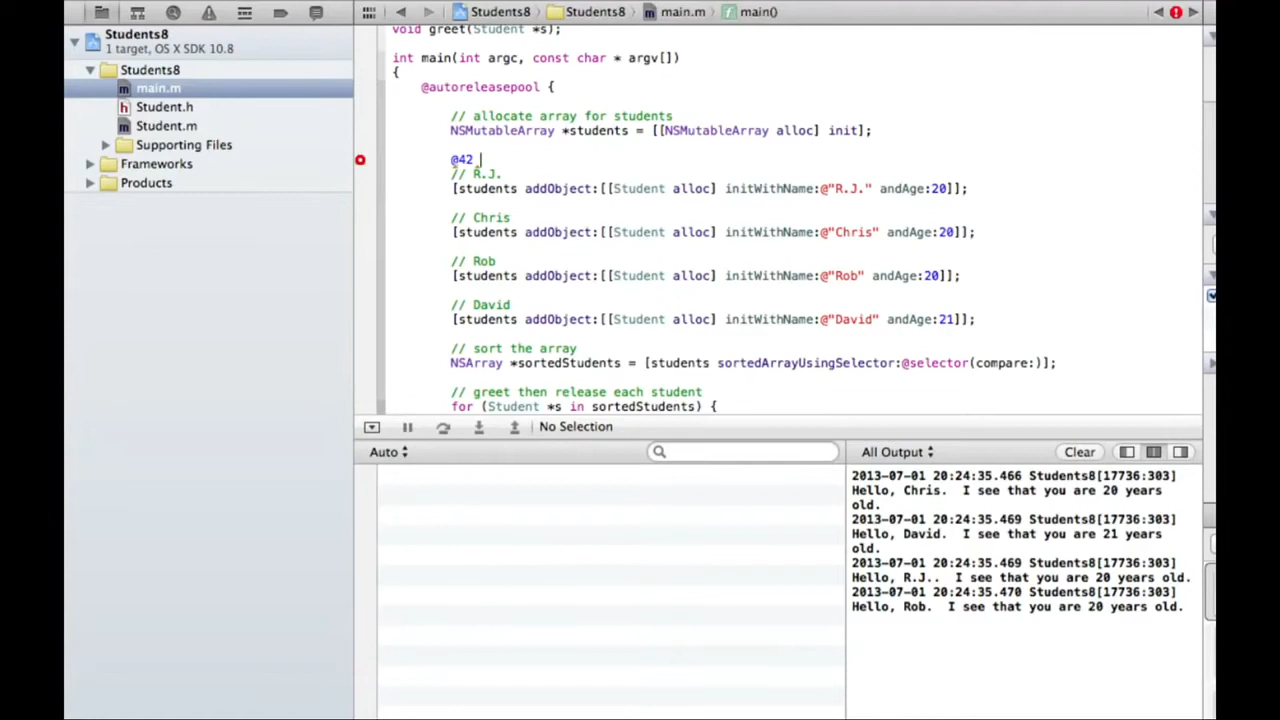 Students8 Students8 main.m main()
Students8
1 target, OS X SDK 10.8
Students8
main.m
Student.h
Student.m
Supporting Files
Frameworks
Products
void greet(Student *s);
int main(int argc, const char * argv[])
{
@autoreleasepool {
// allocate array for students
NSMutableArray *students = [[NSMutableArray alloc] init];
@42
// R.J.
[students addObject:[[Student alloc] initWithName:@"R.J." andAge:20]];
// Chris
[students addObject:[[Student alloc] initWithName:@"Chris" andAge:20]];
// Rob
[students addObject:[[Student alloc] initWithName:@"Rob" andAge:20]];
// David
[students addObject:[[Student alloc] initWithName:@"David" andAge:21]];
// sort the array
NSArray *sortedStudents = [students sortedArrayUsingSelector:@selector(compare:)];
// greet then release each student
for (Student *s in sortedStudents) {
No Selection
Auto
All Output Clear
2013-07-01 20:24:35.466 Students8[17736:303]
Hello, Chris. I see that you are 20 years
old.
2013-07-01 20:24:35.469 Students8[17736:303]
Hello, David. I see that you are 21 years
old.
2013-07-01 20:24:35.469 Students8[17736:303]
Hello, R.J.. I see that you are 20 years old.
2013-07-01 20:24:35.470 Students8[17736:303]
Hello, Rob. I see that you are 20 years old.